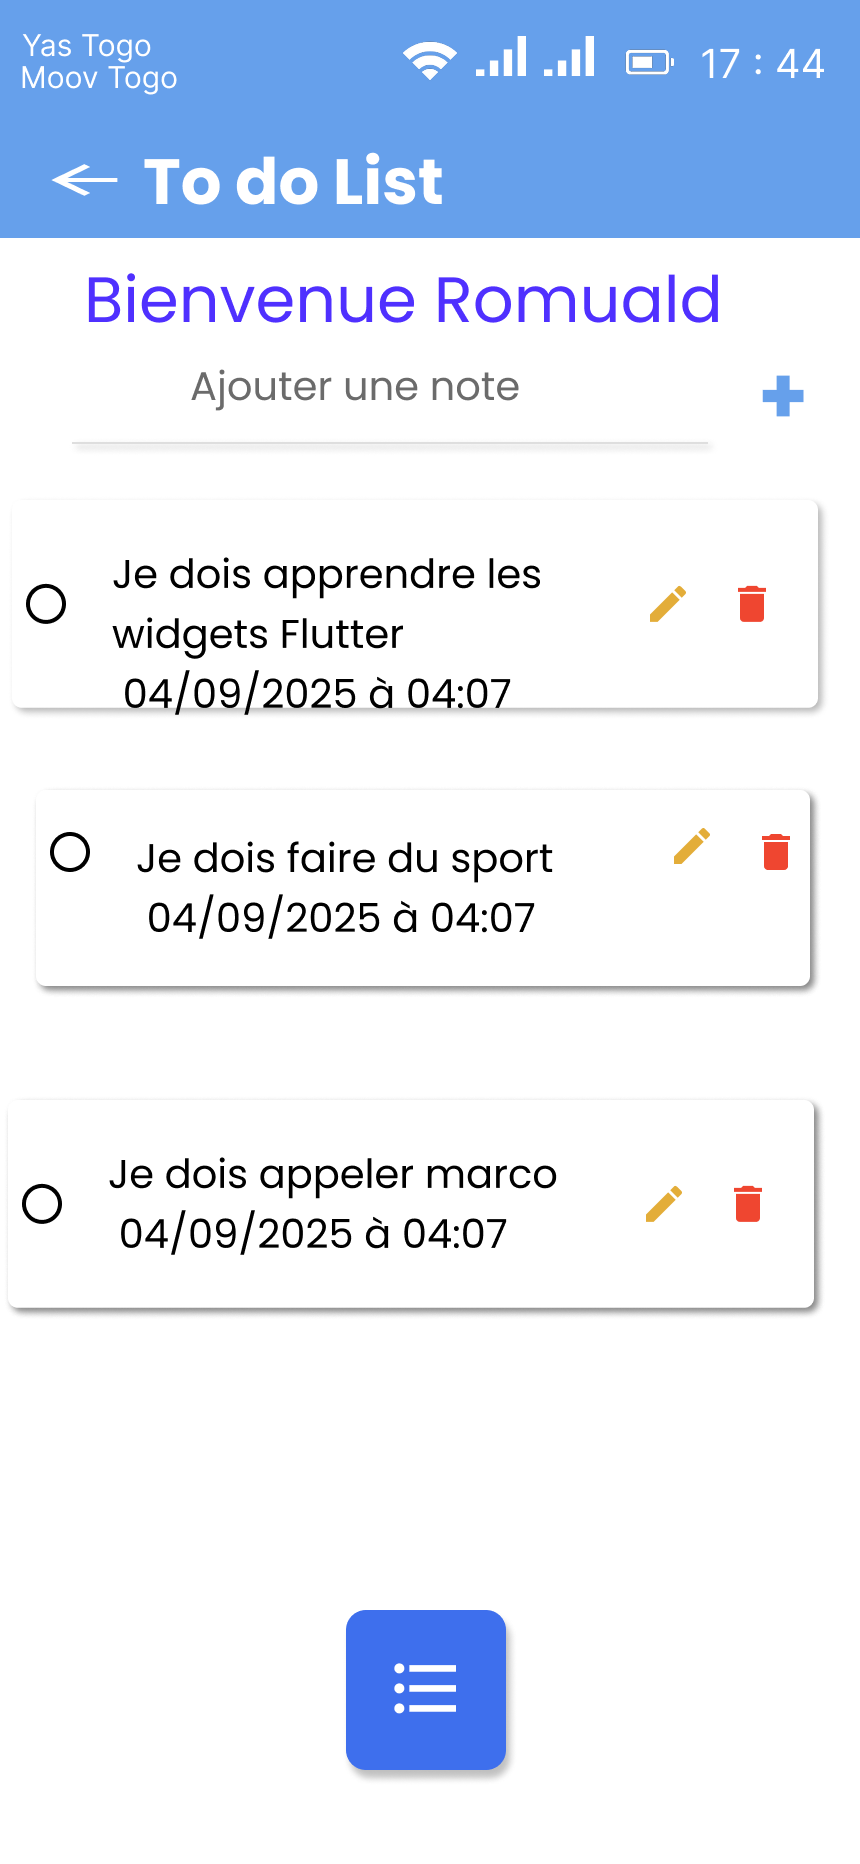 Yas Togo
Moov Togo
17 : 44
To do List
Bienvenue Romuald
Ajouter une note
Je dois apprendre les
widgets Flutter
04/09/2025 à 04:07
Je dois faire du sport
04/09/2025 à 04:07
Je dois appeler marco
04/09/2025 à 04:07